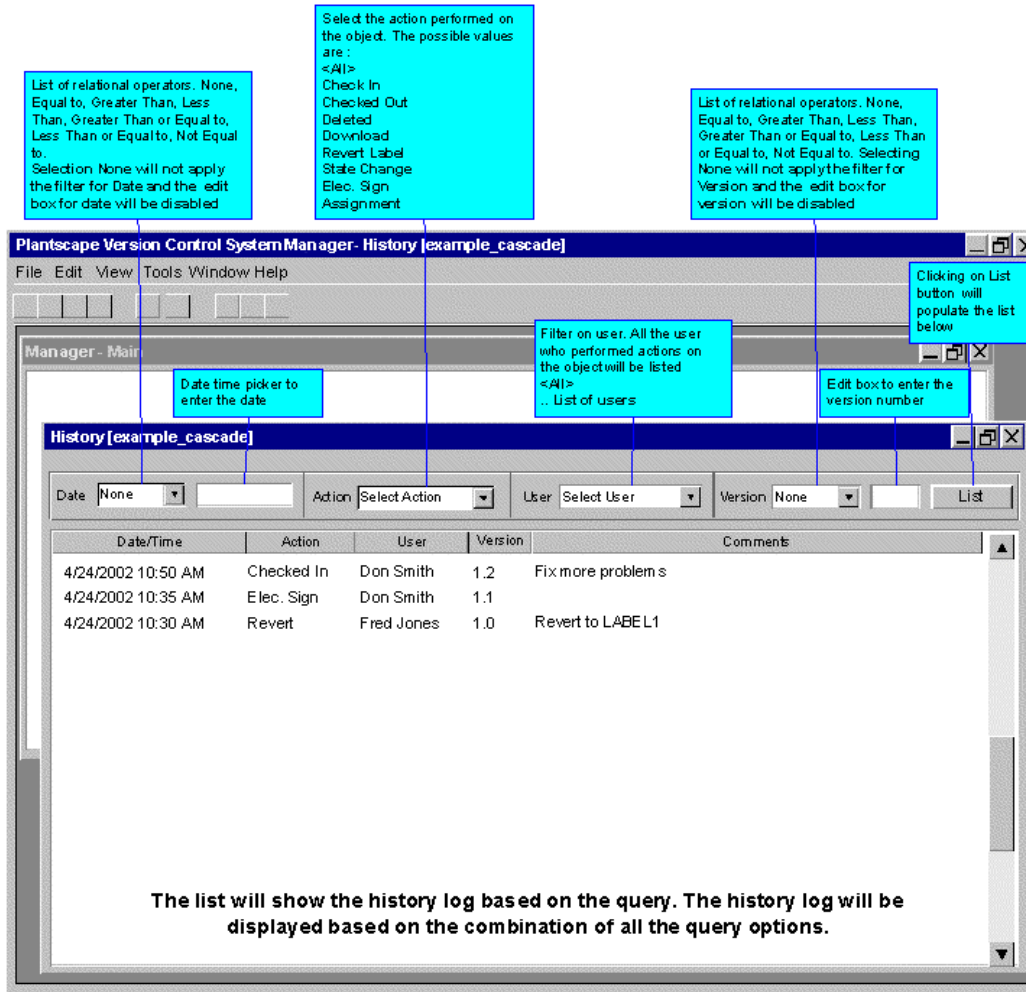 Select the action performed on
the object. The possible values
are :
<All>
Check In
Checked Out
Deleted
Download
Revert Label
State Change
Elec. Sign
Assignment
List of relational operators. None,
Equal to, Greater Than, Less
Than, Greater Than or Equal to,
Less Than or Equal to, Not Equal
to.
Selection None will not apply
the filter for Date and the edit
box for date will be disabled
List of relational operators. None,
Equal to, Greater Than, Less Than,
Greater Than or Equal to, Less Than
or Equal to, Not Equal to. Selecting
None will not apply the filter for
Version and the edit box for
version will be disabled
Plantscape Version Control System Manager- History [example_cascade]
File Edit View Tools Window Help
Clicking on List
button will
populate the list
below
Manager - Main
Filter on user. All the user
who performed actions on
the object will be listed
<All>
.. List of users
Date time picker to
enter the date
Edit box to enter the
version number
History [example_cascade]
Date None Action Select Action User Select User Version None List
Date/Time Action User Version Comments
4/24/2002 10:50 AM Checked In Don Smith 1.2 Fix more problems
4/24/2002 10:35 AM Elec. Sign Don Smith 1.1
4/24/2002 10:30 AM Revert Fred Jones 1.0 Revert to LABEL1
The list will show the history log based on the query. The history log will be
displayed based on the combination of all the query options.